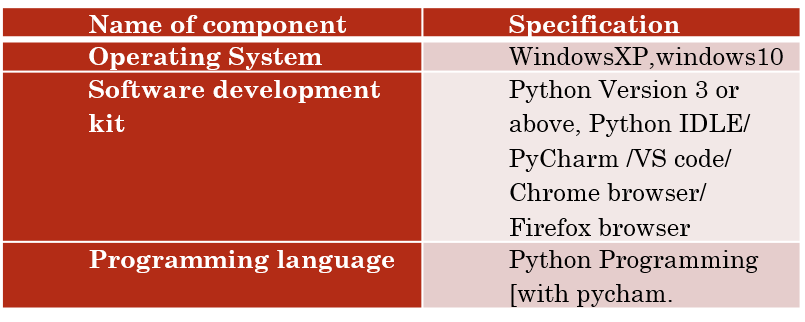 Name of component Specification
Operating System WindowsXP,windows10
Software development Python Version 3 or
kit above, Python IDLE/
PyCharm /VS code/
Chrome browser/
Firefox browser
Programming language Python Programming
[with pycham.